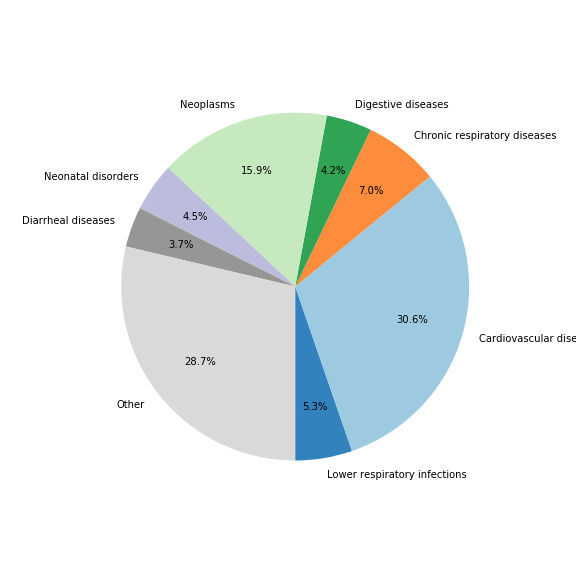 Neoplasms
Digestive diseases
Chronic respiratory diseases
15.9%
4.2%
7.0%
Neonatal disorders
4.5%
Diarrheal diseases
3.7%
30.6%
Cardiovascular dise
28.7%
Other
5.3%
Lower respiratory infections